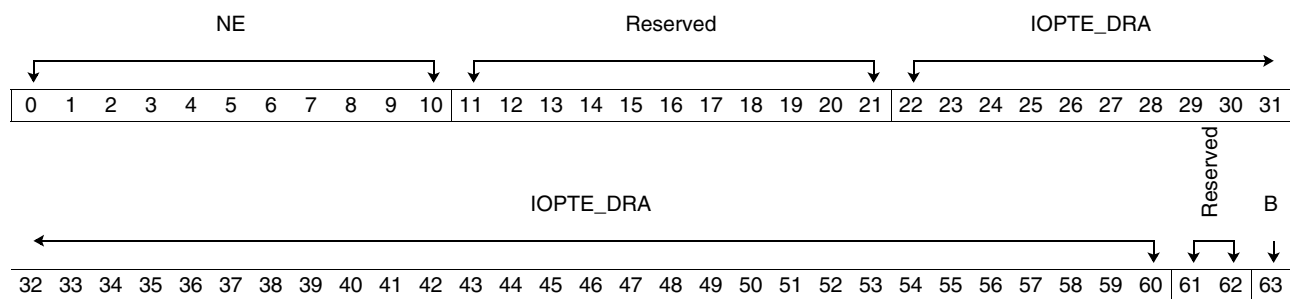 NE Reserved IOPTE_DRA
0 1 2 3 4 5 6 7 8 9 10 11 12 13 14 15 16 17 18 19 20 21 22 23 24 25 26 27 28 29 30 31
Reserved
IOPTE_DRA B
32 33 34 35 36 37 38 39 40 41 42 43 44 45 46 47 48 49 50 51 52 53 54 55 56 57 58 59 60 61 62 63